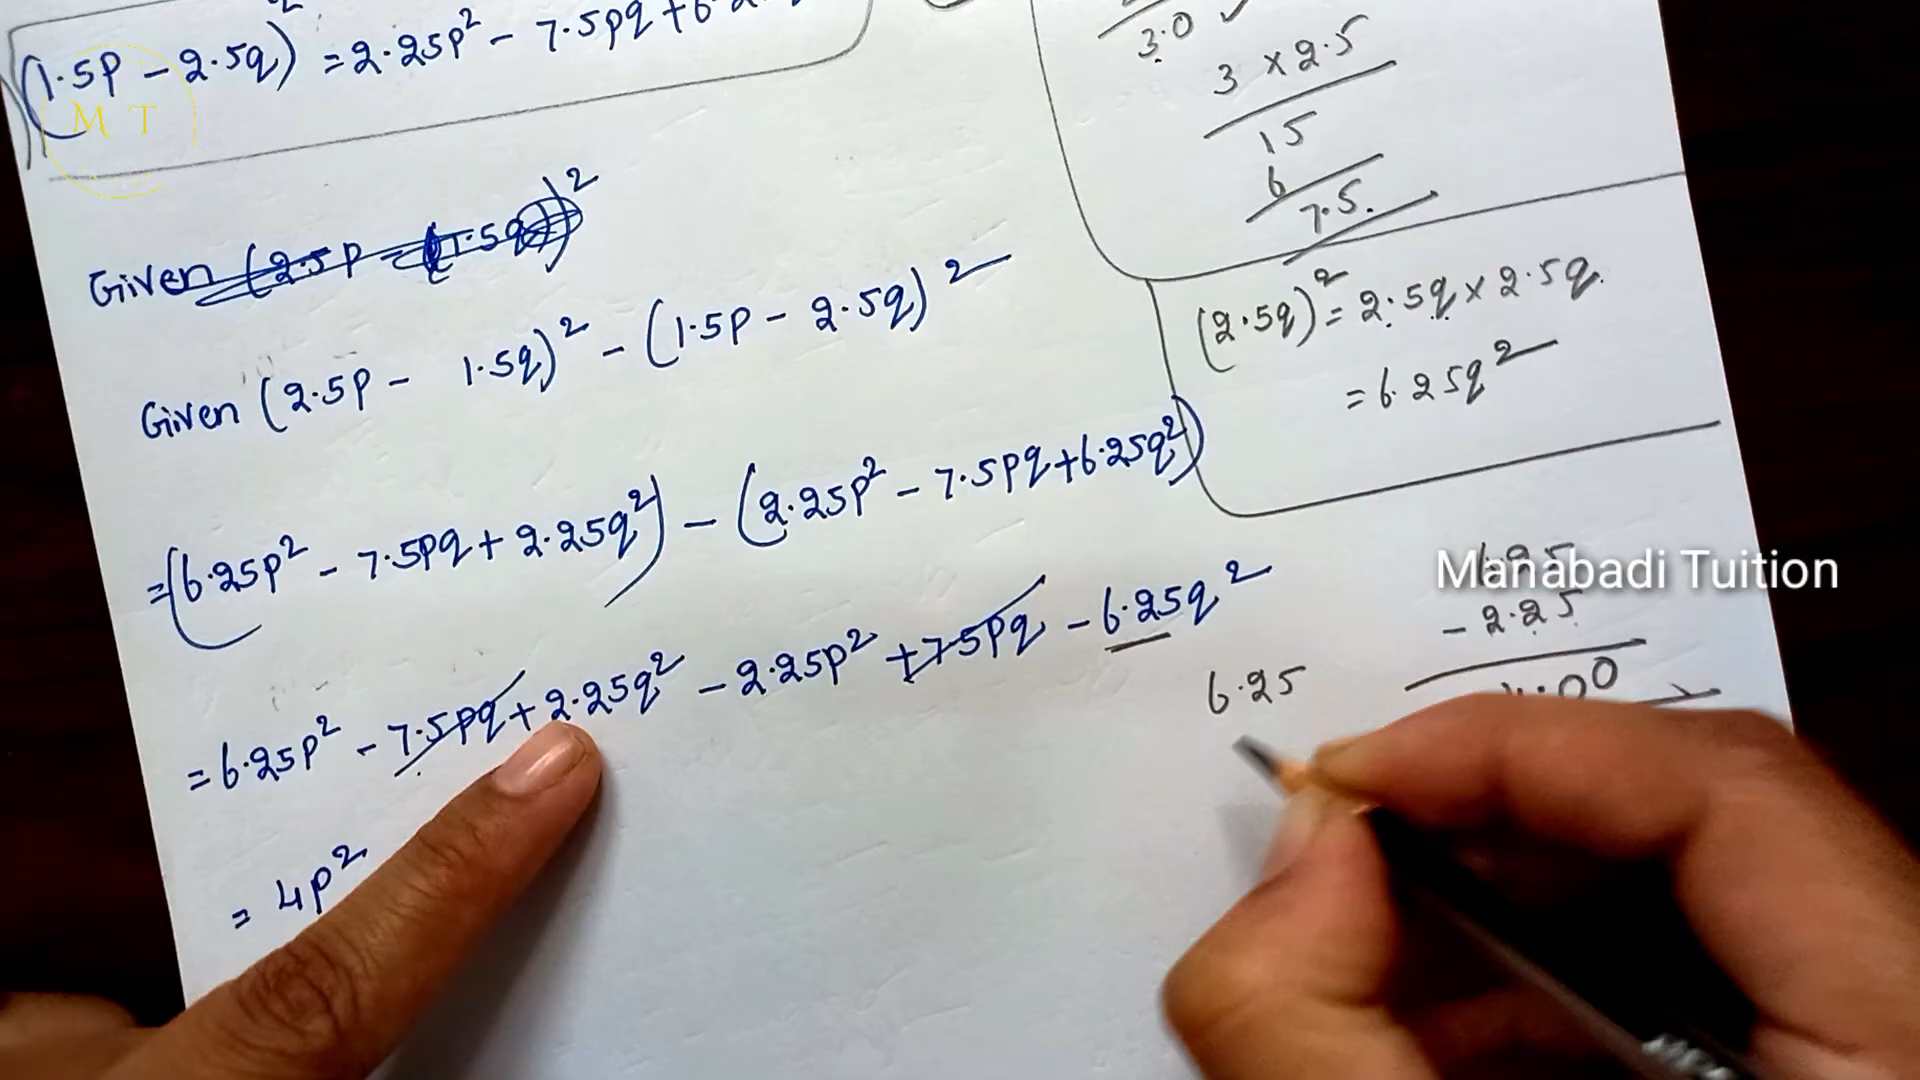 (1.5p - 2.5q)² = 2.25p² - 7.5pq + 6.2
M T
Given (2.5p - (1.5q))²
Given (2.5p - 1.5q)² - (1.5p - 2.5q)²
= (6.25p² - 7.5pq + 2.25q²) - (2.25p² - 7.5pq + 6.25q²)
= 6.25p² - 7.5pq + 2.25q² - 2.25p² + 7.5pq - 6.25q²
= 4p²
3.0 ✓
3 × 2.5
15
6
7.5.
(2.5q)² = 2.5q × 2.5q.
= 6.25q²
6.25
Manabadi Tuition
- 2.25
4.00
6.25